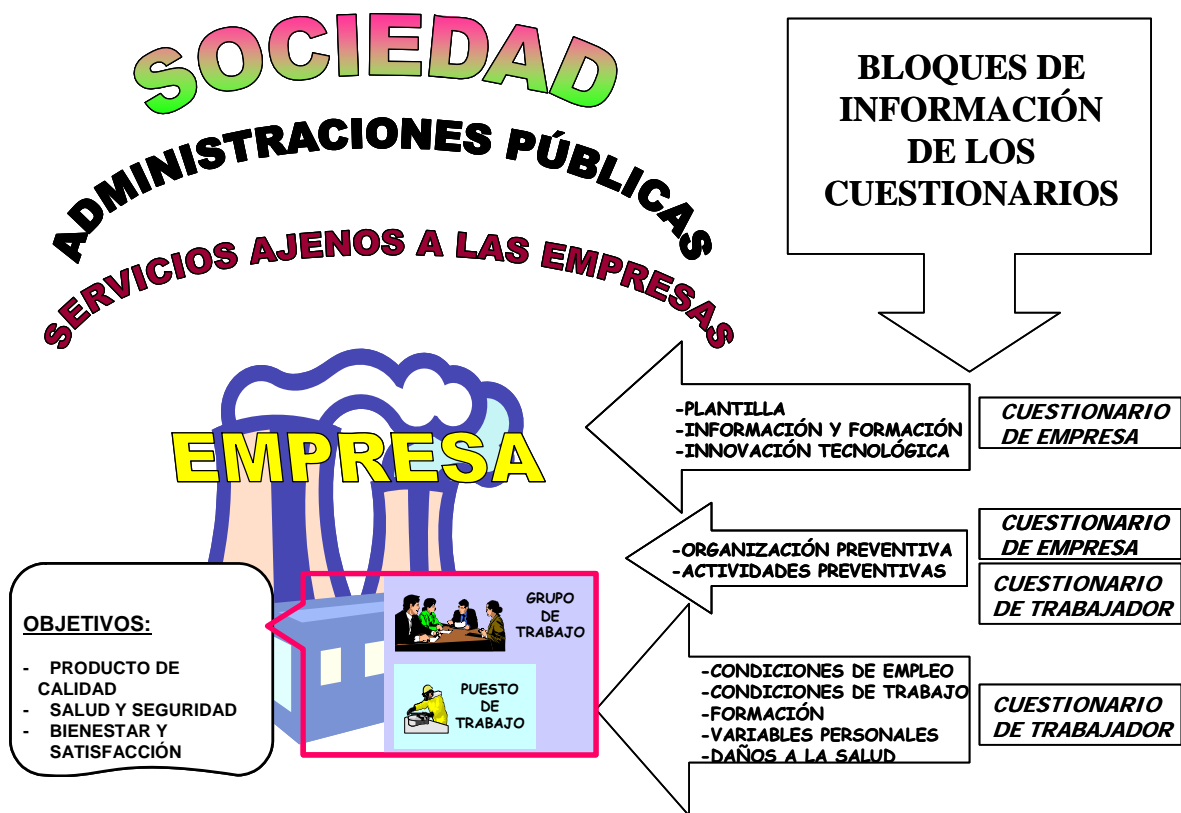 SOCIEDAD
ADMINISTRACIONES PÚBLICAS
SERVICIOS AJENOS A LAS EMPRESAS
BLOQUES DE
INFORMACIÓN
DE LOS
CUESTIONARIOS
EMPRESA
-PLANTILLA
-INFORMACIÓN Y FORMACIÓN
-INNOVACIÓN TECNOLÓGICA
CUESTIONARIO
DE EMPRESA
-ORGANIZACIÓN PREVENTIVA
-ACTIVIDADES PREVENTIVAS
CUESTIONARIO
DE EMPRESA
CUESTIONARIO
DE TRABAJADOR
OBJETIVOS:
- PRODUCTO DE
CALIDAD
- SALUD Y SEGURIDAD
- BIENESTAR Y
SATISFACCIÓN
GRUPO
DE
TRABAJO
PUESTO
DE
TRABAJO
-CONDICIONES DE EMPLEO
-CONDICIONES DE TRABAJO
-FORMACIÓN
-VARIABLES PERSONALES
-DAÑOS A LA SALUD
CUESTIONARIO
DE TRABAJADOR